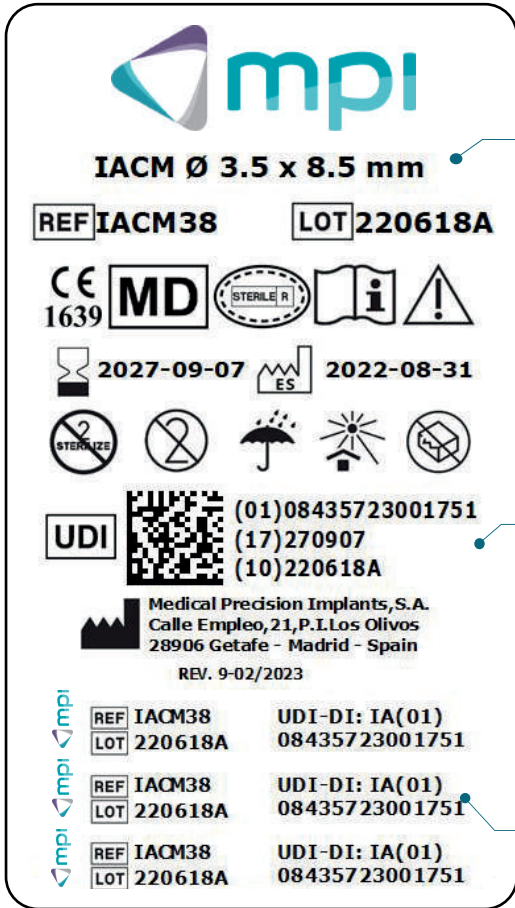 mpi
IACM Ø 3.5 x 8.5 mm
REF IACM38 LOT 220618A
CE 1639 MD STERILE R
2027-09-07 ES 2022-08-31
2 STERILIZE 2
UDI (01)08435723001751
(17)270907
(10)220618A
Medical Precision Implants,S.A.
Calle Empleo,21,P.I.Los Olivos
28906 Getafe - Madrid - Spain
REV. 9-02/2023
mpi REF IACM38 UDI-DI: IA(01)
LOT 220618A 08435723001751
mpi REF IACM38 UDI-DI: IA(01)
LOT 220618A 08435723001751
mpi REF IACM38 UDI-DI: IA(01)
LOT 220618A 08435723001751